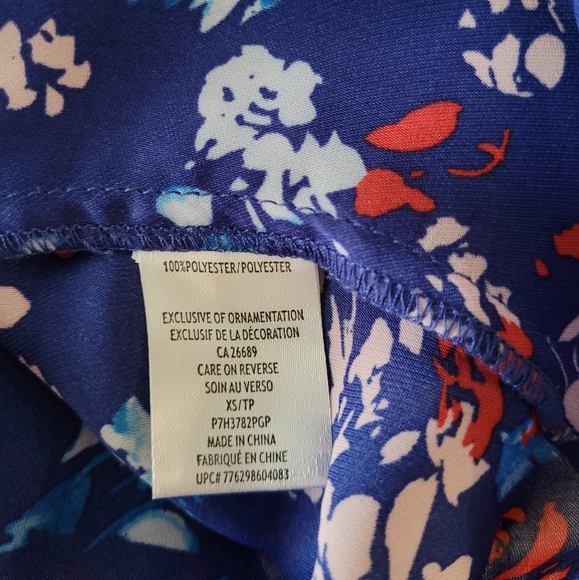 100%POLYESTER/POLYESTER
EXCLUSIVE OF ORNAMENTATION
EXCLUSIF DE LA DÉCORATION
CA 26689
CARE ON REVERSE
SOIN AU VERSO
XS/TP
P7H3782PGP
MADE IN CHINA
FABRIQUÉ EN CHINE
UPC# 776298604083